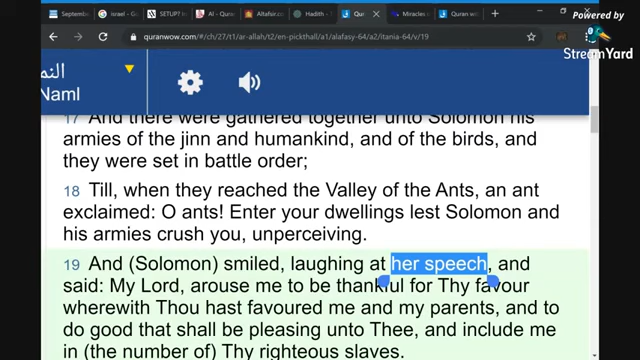 Septembe
Israel - G
SETUP?
AI - Qur
Altafsir.
Hadith -
Qur
Miracles i
Quran w
quranwow.com/#/ch/27/t1/ar-allah/t2/en-pickthall/a1/alafasy-64/a2/itania-64/v/19
Powered by
StreamYard
النم
Naml
17 And there were gathered together unto Solomon his
armies of the jinn and humankind, and of the birds, and
they were set in battle order;
18 Till, when they reached the Valley of the Ants, an ant
exclaimed: O ants! Enter your dwellings lest Solomon and
his armies crush you, unperceiving.
19 And (Solomon) smiled, laughing at her speech, and
said: My Lord, arouse me to be thankful for Thy favour
wherewith Thou hast favoured me and my parents, and to
do good that shall be pleasing unto Thee, and include me
in (the number of) Thy righteous slaves.